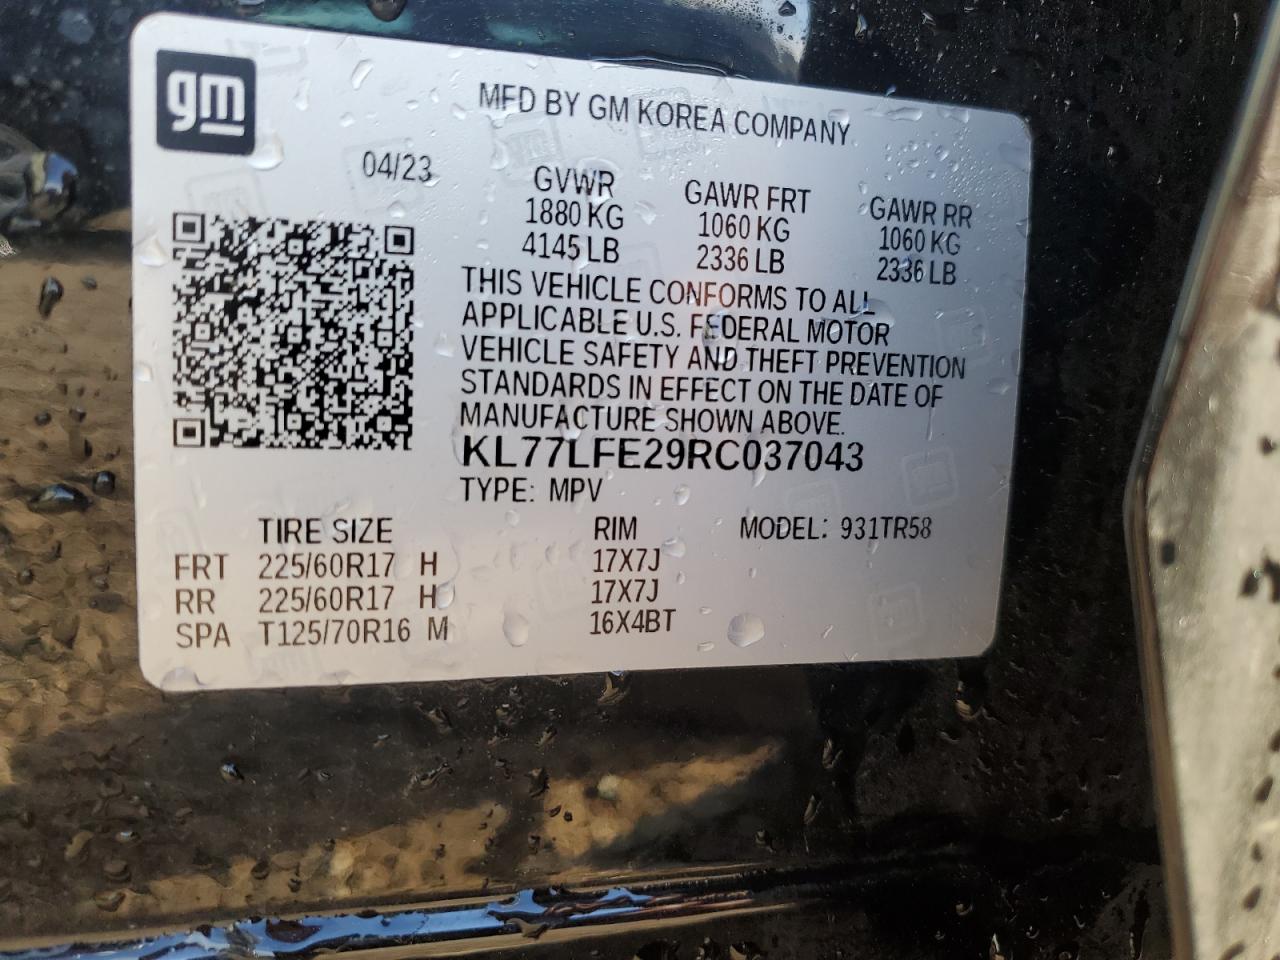 gm
MFD BY GM KOREA COMPANY
04/23
GVWR GAWR FRT GAWR RR
1880 KG 1060 KG 1060 KG
4145 LB 2336 LB 2336 LB
THIS VEHICLE CONFORMS TO ALL
APPLICABLE U.S. FEDERAL MOTOR
VEHICLE SAFETY AND THEFT PREVENTION
STANDARDS IN EFFECT ON THE DATE OF
MANUFACTURE SHOWN ABOVE.
KL77LFE29RC037043
TYPE: MPV
TIRE SIZE RIM MODEL: 931TR58
FRT 225/60R17 H 17X7J
RR 225/60R17 H 17X7J
SPA T125/70R16 M 16X4BT